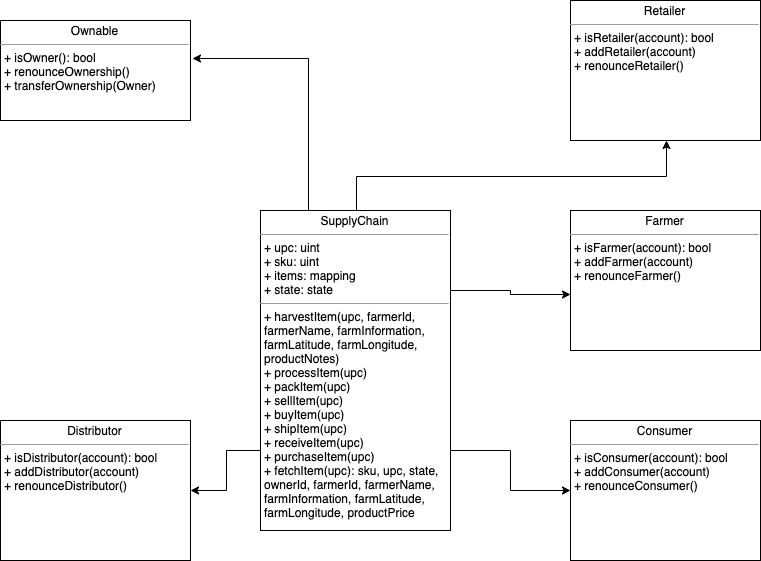 Ownable
+ isOwner(): bool
+ renounceOwnership()
+ transferOwnership(Owner)
Retailer
+ isRetailer(account): bool
+ addRetailer(account)
+ renounceRetailer()
SupplyChain
+ upc: uint
+ sku: uint
+ items: mapping
+ state: state
+ harvestItem(upc, farmerId,
farmerName, farmInformation,
farmLatitude, farmLongitude,
productNotes)
+ processItem(upc)
+ packItem(upc)
+ sellItem(upc)
+ buyItem(upc)
+ shipItem(upc)
+ receiveItem(upc)
+ purchaseItem(upc)
+ fetchItem(upc): sku, upc, state,
ownerId, farmerId, farmerName,
farmInformation, farmLatitude,
farmLongitude, productPrice
Farmer
+ isFarmer(account): bool
+ addFarmer(account)
+ renounceFarmer()
Distributor
+ isDistributor(account): bool
+ addDistributor(account)
+ renounceDistributor()
Consumer
+ isConsumer(account): bool
+ addConsumer(account)
+ renounceConsumer()